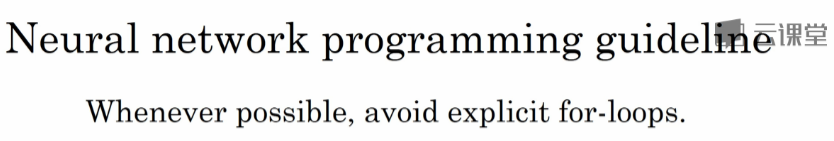 Neural network programming guideline
云课堂
Whenever possible, avoid explicit for-loops.